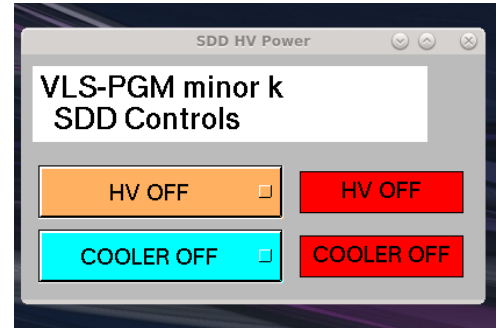 SDD HV Power
VLS-PGM minor k
SDD Controls
HV OFF
HV OFF
COOLER OFF
COOLER OFF